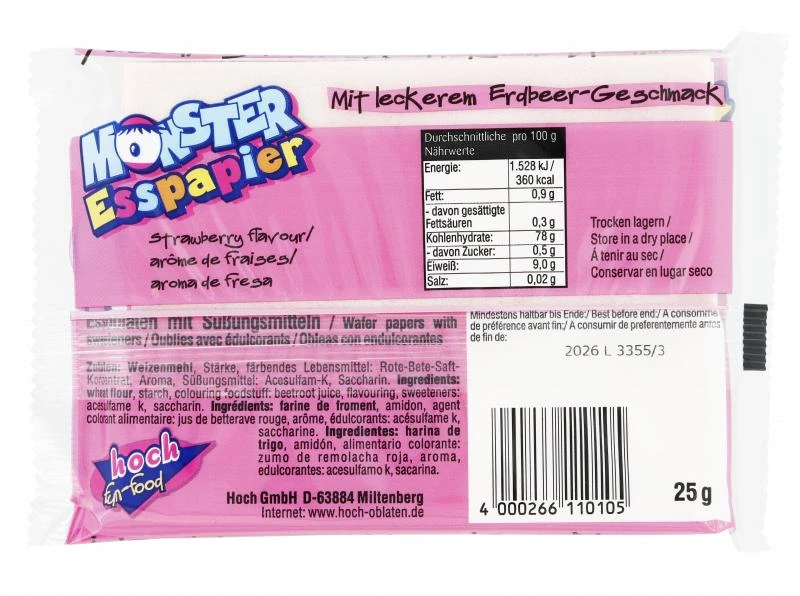 MONSTER
Esspapier
Mit leckerem Erdbeer-Geschmack
strawberry flavour/
arôme de fraises/
aroma de fresa
Durchschnittliche pro 100 g
Nährwerte
Energie: 1.528 kJ /
360 kcal
Fett: 0,9 g
- davon gesättigte
Fettsäuren 0,3 g
Kohlenhydrate: 78 g
- davon Zucker: 0,5 g
Eiweiß: 9,0 g
Salz: 0,02 g
Trocken lagern /
Store in a dry place /
Á tenir au sec /
Conservar en lugar seco
mit Süßungsmitteln / Wafer papers with
sweeteners / Oublies avec édulcorants / Obleas con endulcorantes
Zutaten: Weizenmehl, Stärke, färbendes Lebensmittel: Rote-Bete-Saft-
Konzentrat, Aroma, Süßungsmittel: Acesulfam-K, Saccharin. Ingredients:
wheat flour, starch, colouring foodstuff: beetroot juice, flavouring, sweeteners:
acesulfame k, saccharin. Ingrédients: farine de froment, amidon, agent
colorant alimentaire: jus de betterave rouge, arôme, édulcorants: acésulfame k,
saccharine. Ingredientes: harina de
trigo, amidón, alimentario colorante:
zumo de remolacha roja, aroma,
edulcorantes: acesulfamo k, sacarina.
hoch
fun-food
Hoch GmbH D-63884 Miltenberg
Internet: www.hoch-oblaten.de
Mindestens haltbar bis Ende:/ Best before end:/ A consomme
de préférence avant fin:/ A consumir de preferentemente antes
de fin de:
2026 L 3355/3
4 000266 110105
25 g